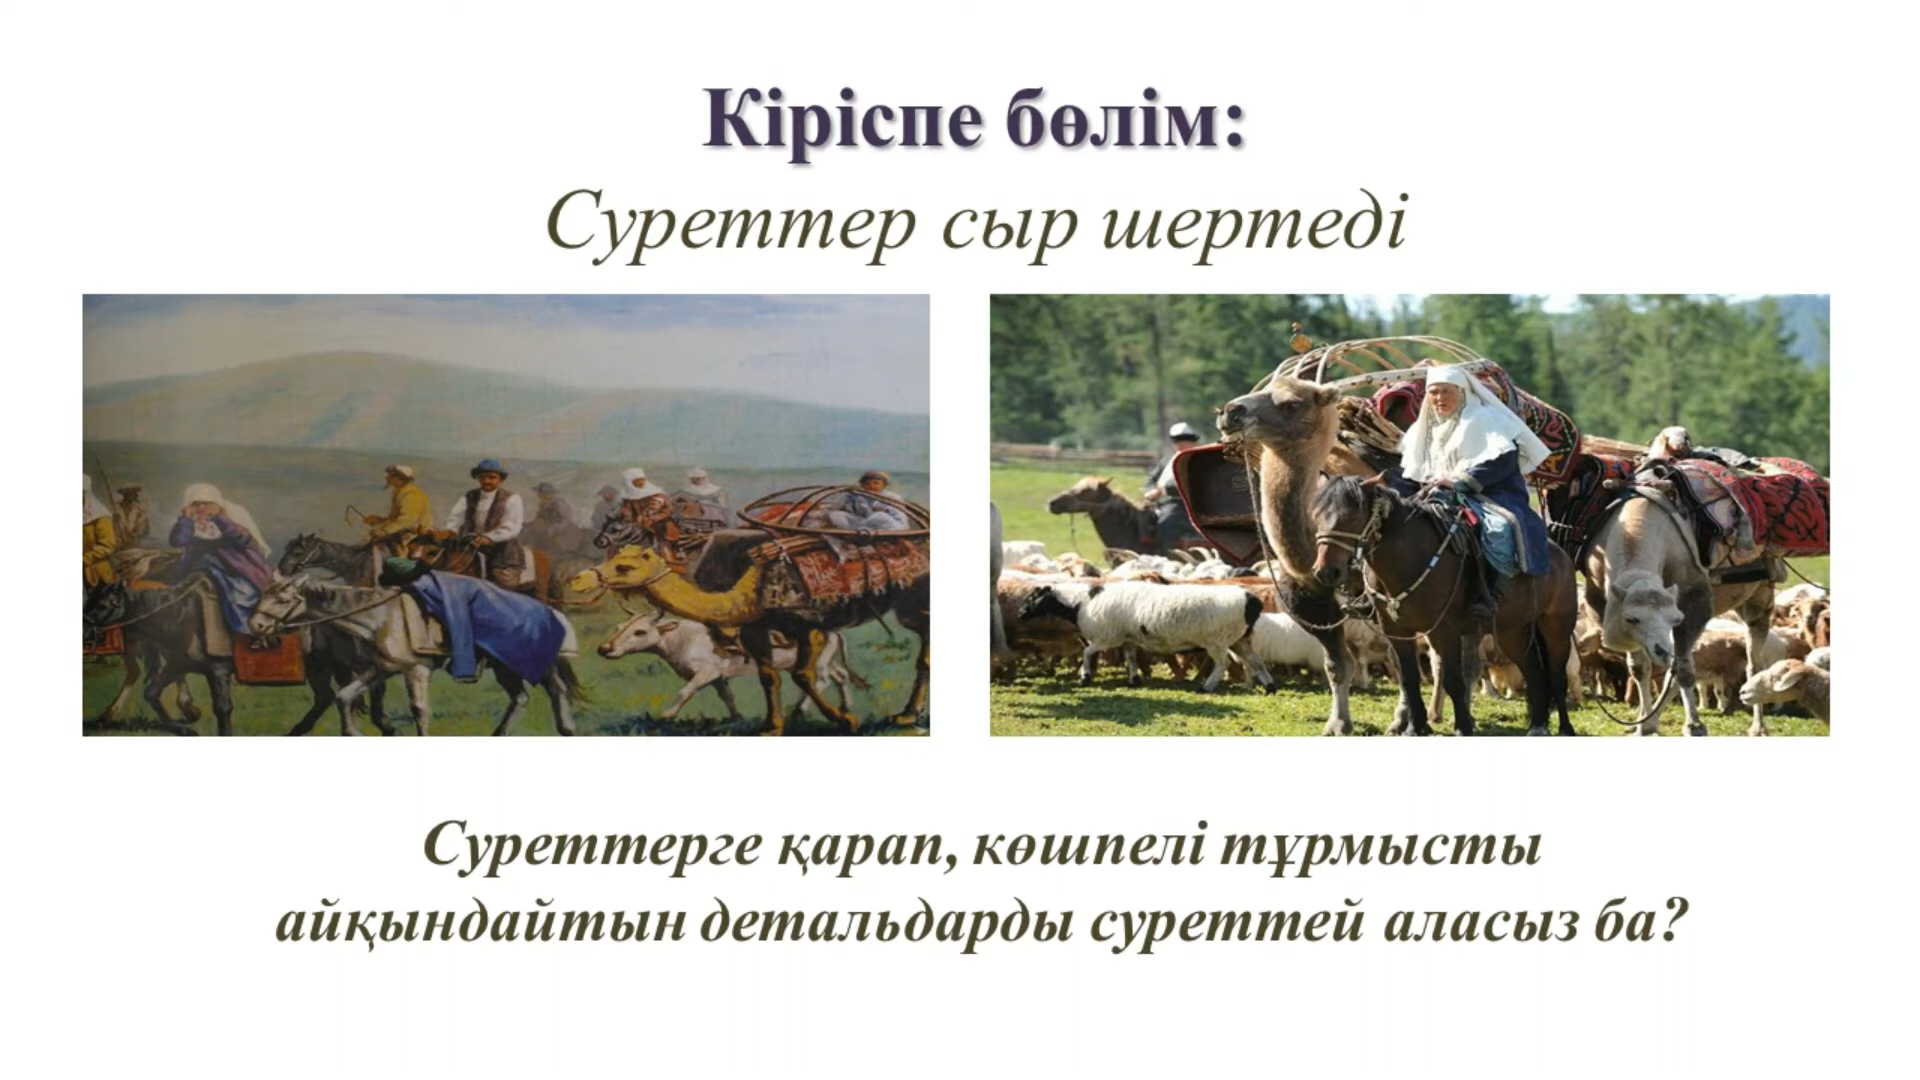 Кіріспе бөлім:
Суреттер сыр шертеді
Суреттерге қарап, көшпелі тұрмысты
айқындайтын детальдарды суреттей аласыз ба?